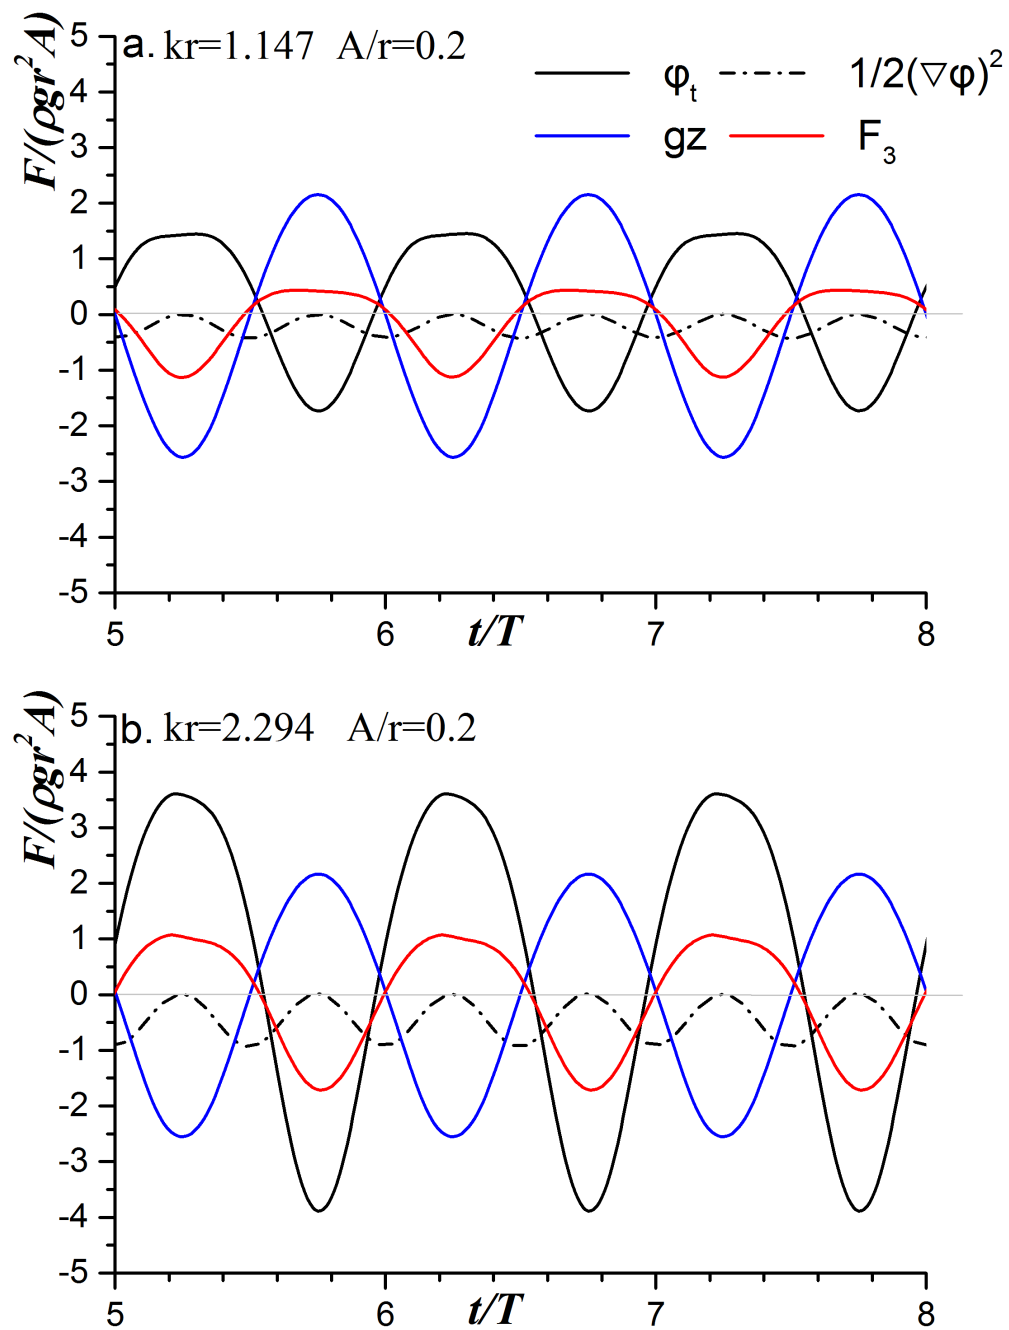 a. kr=1.147 A/r=0.2
φt 1/2(▽φ)²
gz F₃
F/(ρgr²A)
5
4
3
2
1
0
-1
-2
-3
-4
-5
5 6 7 8
t/T
b. kr=2.294 A/r=0.2
F/(ρgr²A)
5
4
3
2
1
0
-1
-2
-3
-4
-5
5 6 7 8
t/T